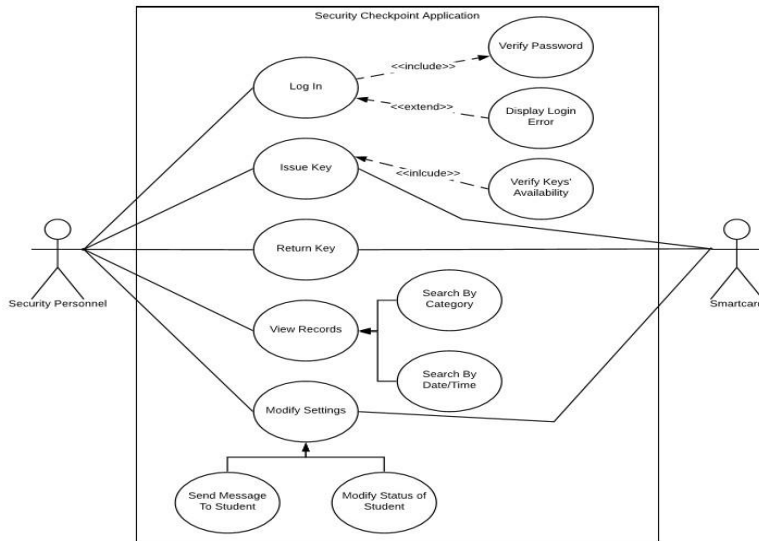 Security Checkpoint Application
Verify Password
<<include>>
Log In
<<extend>>
Display Login
Error
Issue Key
<<inlcude>>
Verify Keys'
Availability
Return Key
Security Personnel
Smartcard
Search By
Category
View Records
Search By
Date/Time
Modify Settings
Send Message
To Student
Modify Status of
Student